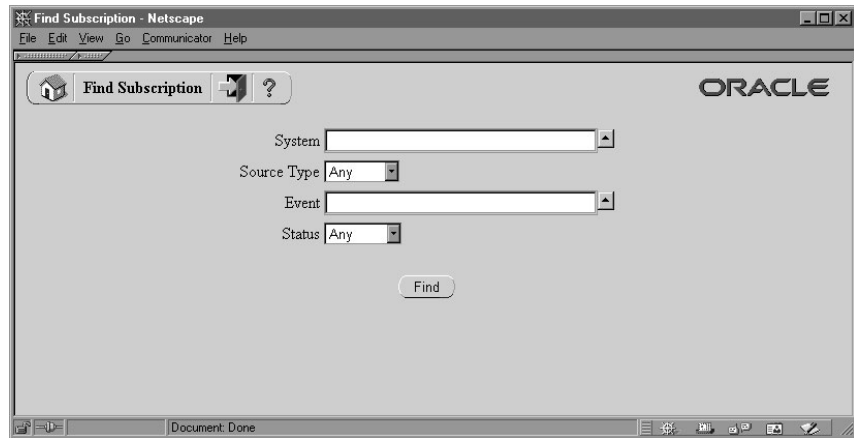 Find Subscription - Netscape
File Edit View Go Communicator Help
Find Subscription ? ORACLE
System
Source Type Any
Event
Status Any
Find
Document: Done